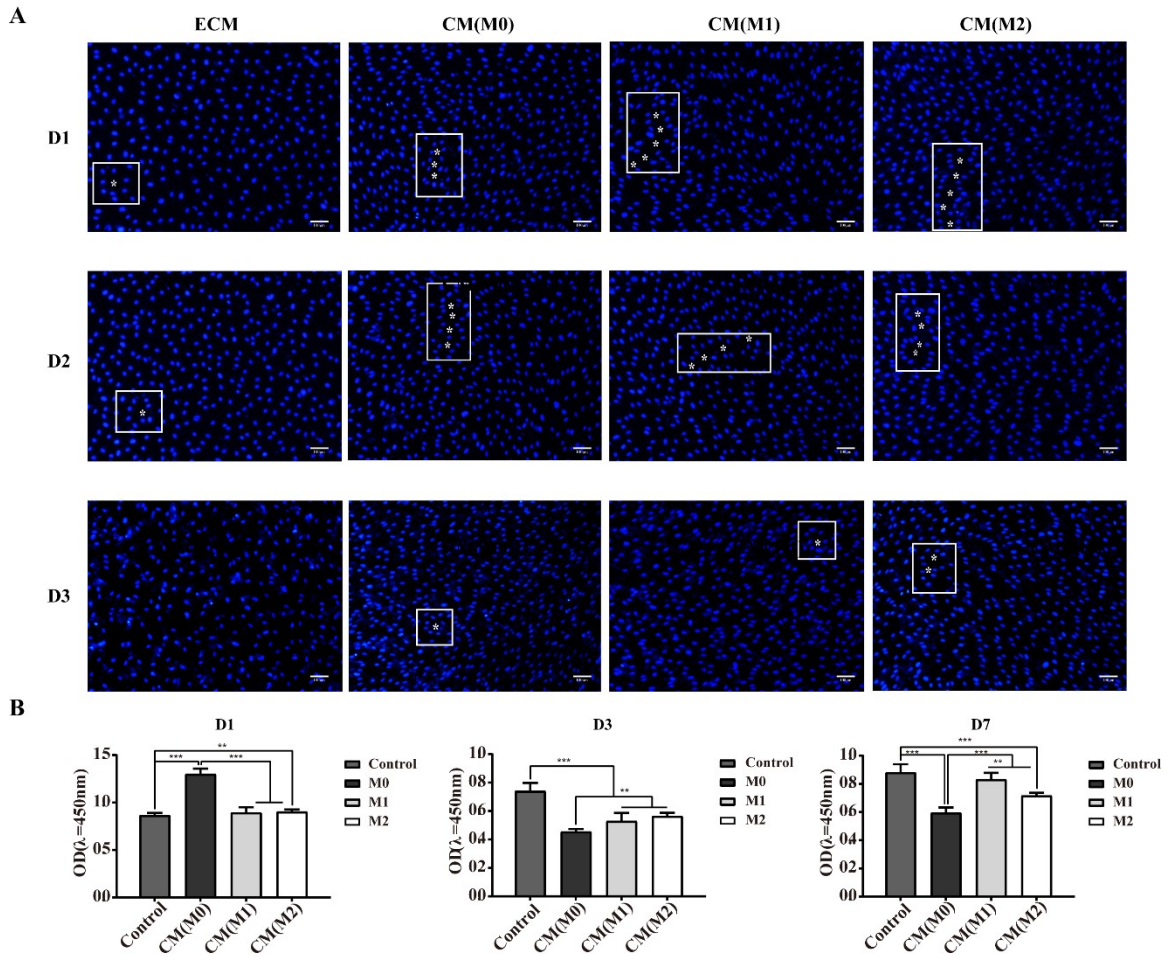 A
ECM CM(M0) CM(M1) CM(M2)
D1
* * * * * * * * * * * * * *
D2
* * * * * * * * * * * * *
D3
* * * *
B
D1
OD(λ=450nm)
15
10
05
00
** *** ***
Control
M0
M1
M2
Control CM(M0) CM(M1) CM(M2)
D3
OD(λ=450nm)
10
08
06
04
02
00
*** **
Control
M0
M1
M2
Control CM(M0) CM(M1) CM(M2)
D7
OD(λ=450nm)
10
08
06
04
02
00
*** *** *** **
Control
M0
M1
M2
Control CM(M0) CM(M1) CM(M2)